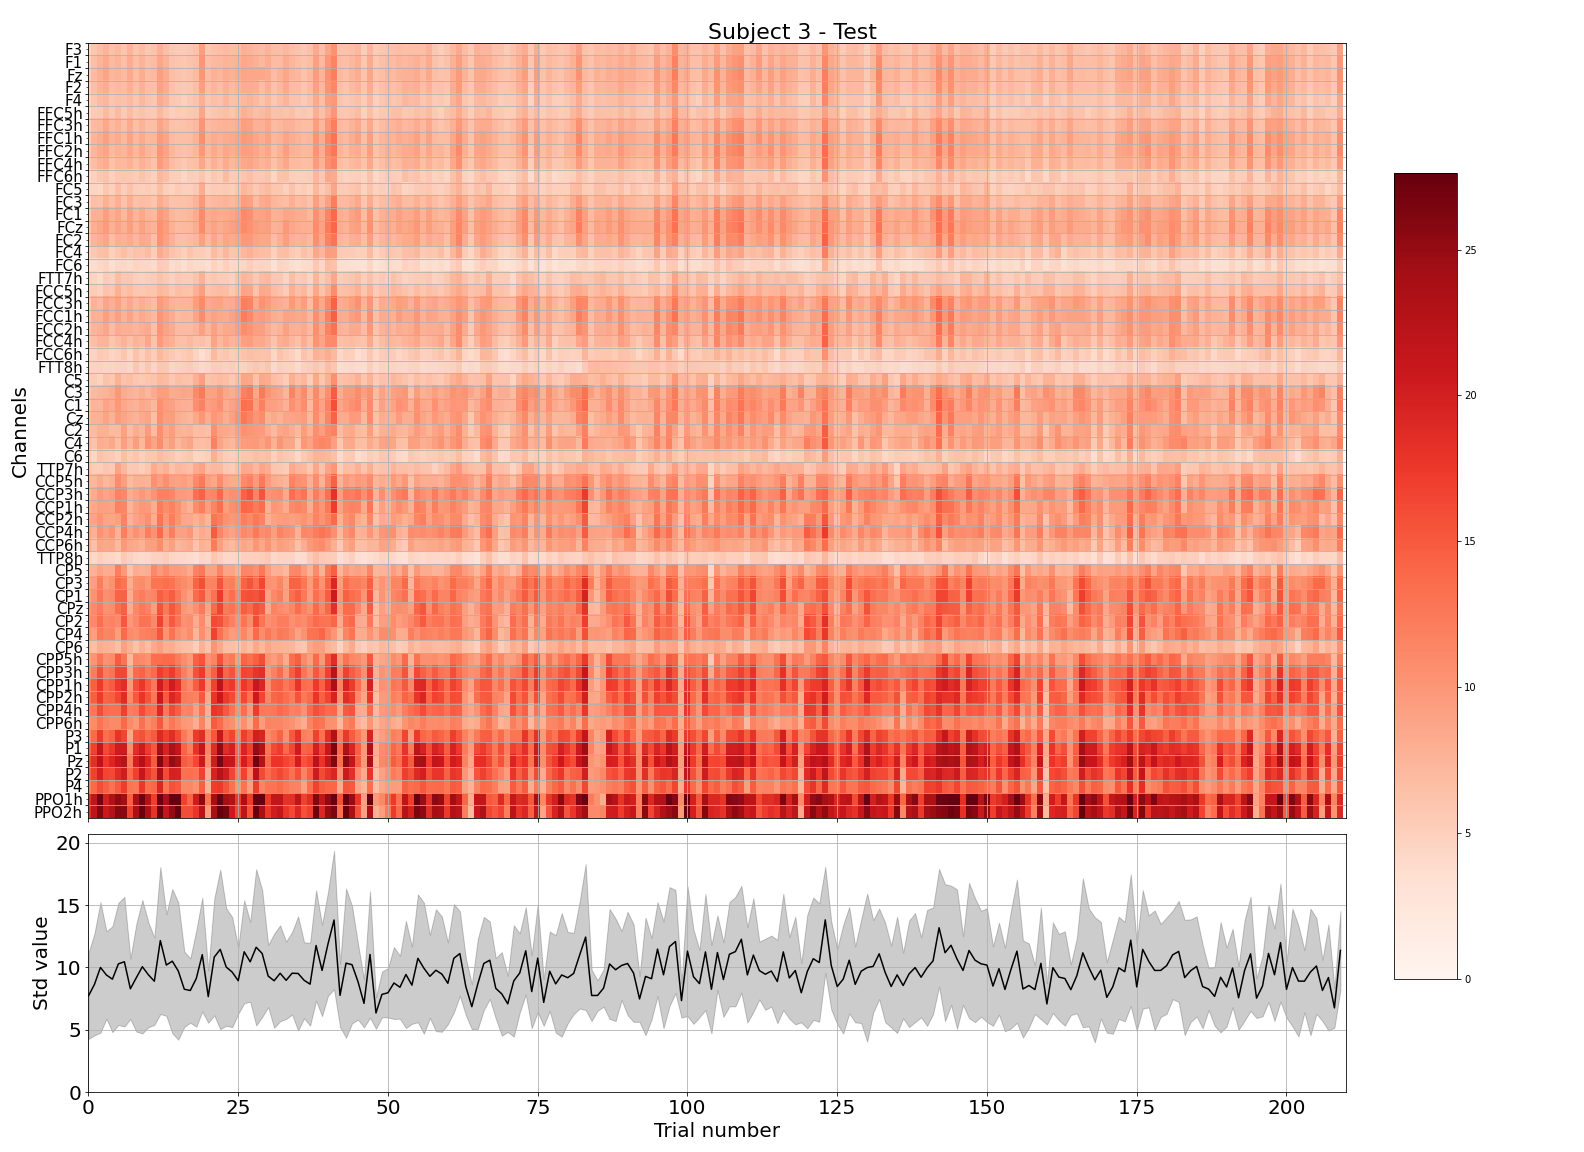 Subject 3 - Test
Channels
F3
F1
Fz
F2
F4
FFC5h
FFC3h
FFC1h
FFC2h
FFC4h
FFC6h
FC5
FC3
FC1
FCz
FC2
FC4
FC6
FTT7h
FCC5h
FCC3h
FCC1h
FCC2h
FCC4h
FCC6h
FTT8h
C5
C3
C1
Cz
C2
C4
C6
TTP7h
CCP5h
CCP3h
CCP1h
CCP2h
CCP4h
CCP6h
TTP8h
CP5
CP3
CP1
CPz
CP2
CP4
CP6
CPP5h
CPP3h
CPP1h
CPP2h
CPP4h
CPP6h
P3
P1
Pz
P2
P4
PPO1h
PPO2h
25
20
15
10
5
0
Std value
20
15
10
5
0
0 25 50 75 100 125 150 175 200
Trial number